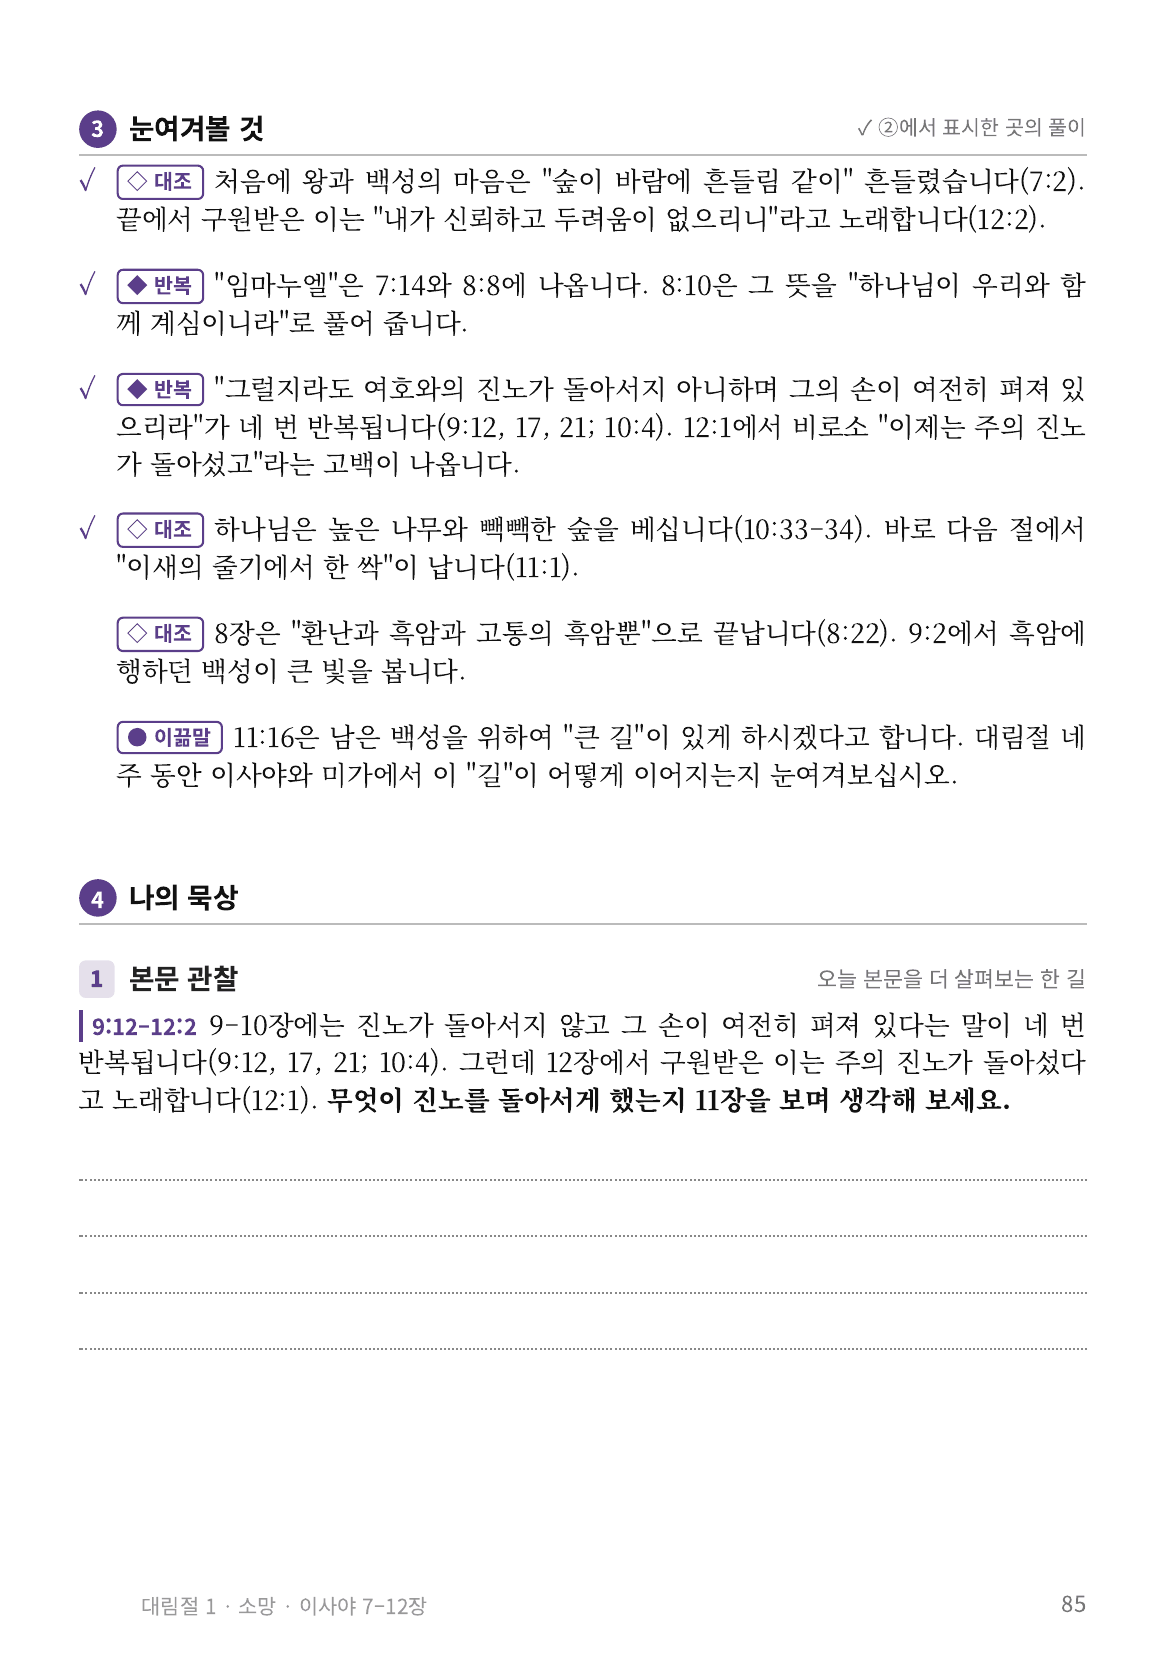 3 눈여겨볼 것 ✓ ②에서 표시한 곳의 풀이
✓ ◇ 대조 처음에 왕과 백성의 마음은 "숲이 바람에 흔들림 같이" 흔들렸습니다(7:2).
끝에서 구원받은 이는 "내가 신뢰하고 두려움이 없으리니"라고 노래합니다(12:2).
✓ ◆ 반복 "임마누엘"은 7:14와 8:8에 나옵니다. 8:10은 그 뜻을 "하나님이 우리와 함
께 계심이니라"로 풀어 줍니다.
✓ ◆ 반복 "그럴지라도 여호와의 진노가 돌아서지 아니하며 그의 손이 여전히 펴져 있
으리라"가 네 번 반복됩니다(9:12, 17, 21; 10:4). 12:1에서 비로소 "이제는 주의 진노
가 돌아섰고"라는 고백이 나옵니다.
✓ ◇ 대조 하나님은 높은 나무와 빽빽한 숲을 베십니다(10:33–34). 바로 다음 절에서
"이새의 줄기에서 한 싹"이 납니다(11:1).
◇ 대조 8장은 "환난과 흑암과 고통의 흑암뿐"으로 끝납니다(8:22). 9:2에서 흑암에
행하던 백성이 큰 빛을 봅니다.
● 이끎말 11:16은 남은 백성을 위하여 "큰 길"이 있게 하시겠다고 합니다. 대림절 네
주 동안 이사야와 미가에서 이 "길"이 어떻게 이어지는지 눈여겨보십시오.
4 나의 묵상
1 본문 관찰 오늘 본문을 더 살펴보는 한 길
9:12–12:2 9–10장에는 진노가 돌아서지 않고 그 손이 여전히 펴져 있다는 말이 네 번
반복됩니다(9:12, 17, 21; 10:4). 그런데 12장에서 구원받은 이는 주의 진노가 돌아섰다
고 노래합니다(12:1). 무엇이 진노를 돌아서게 했는지 11장을 보며 생각해 보세요.
대림절 1 · 소망 · 이사야 7–12장 85